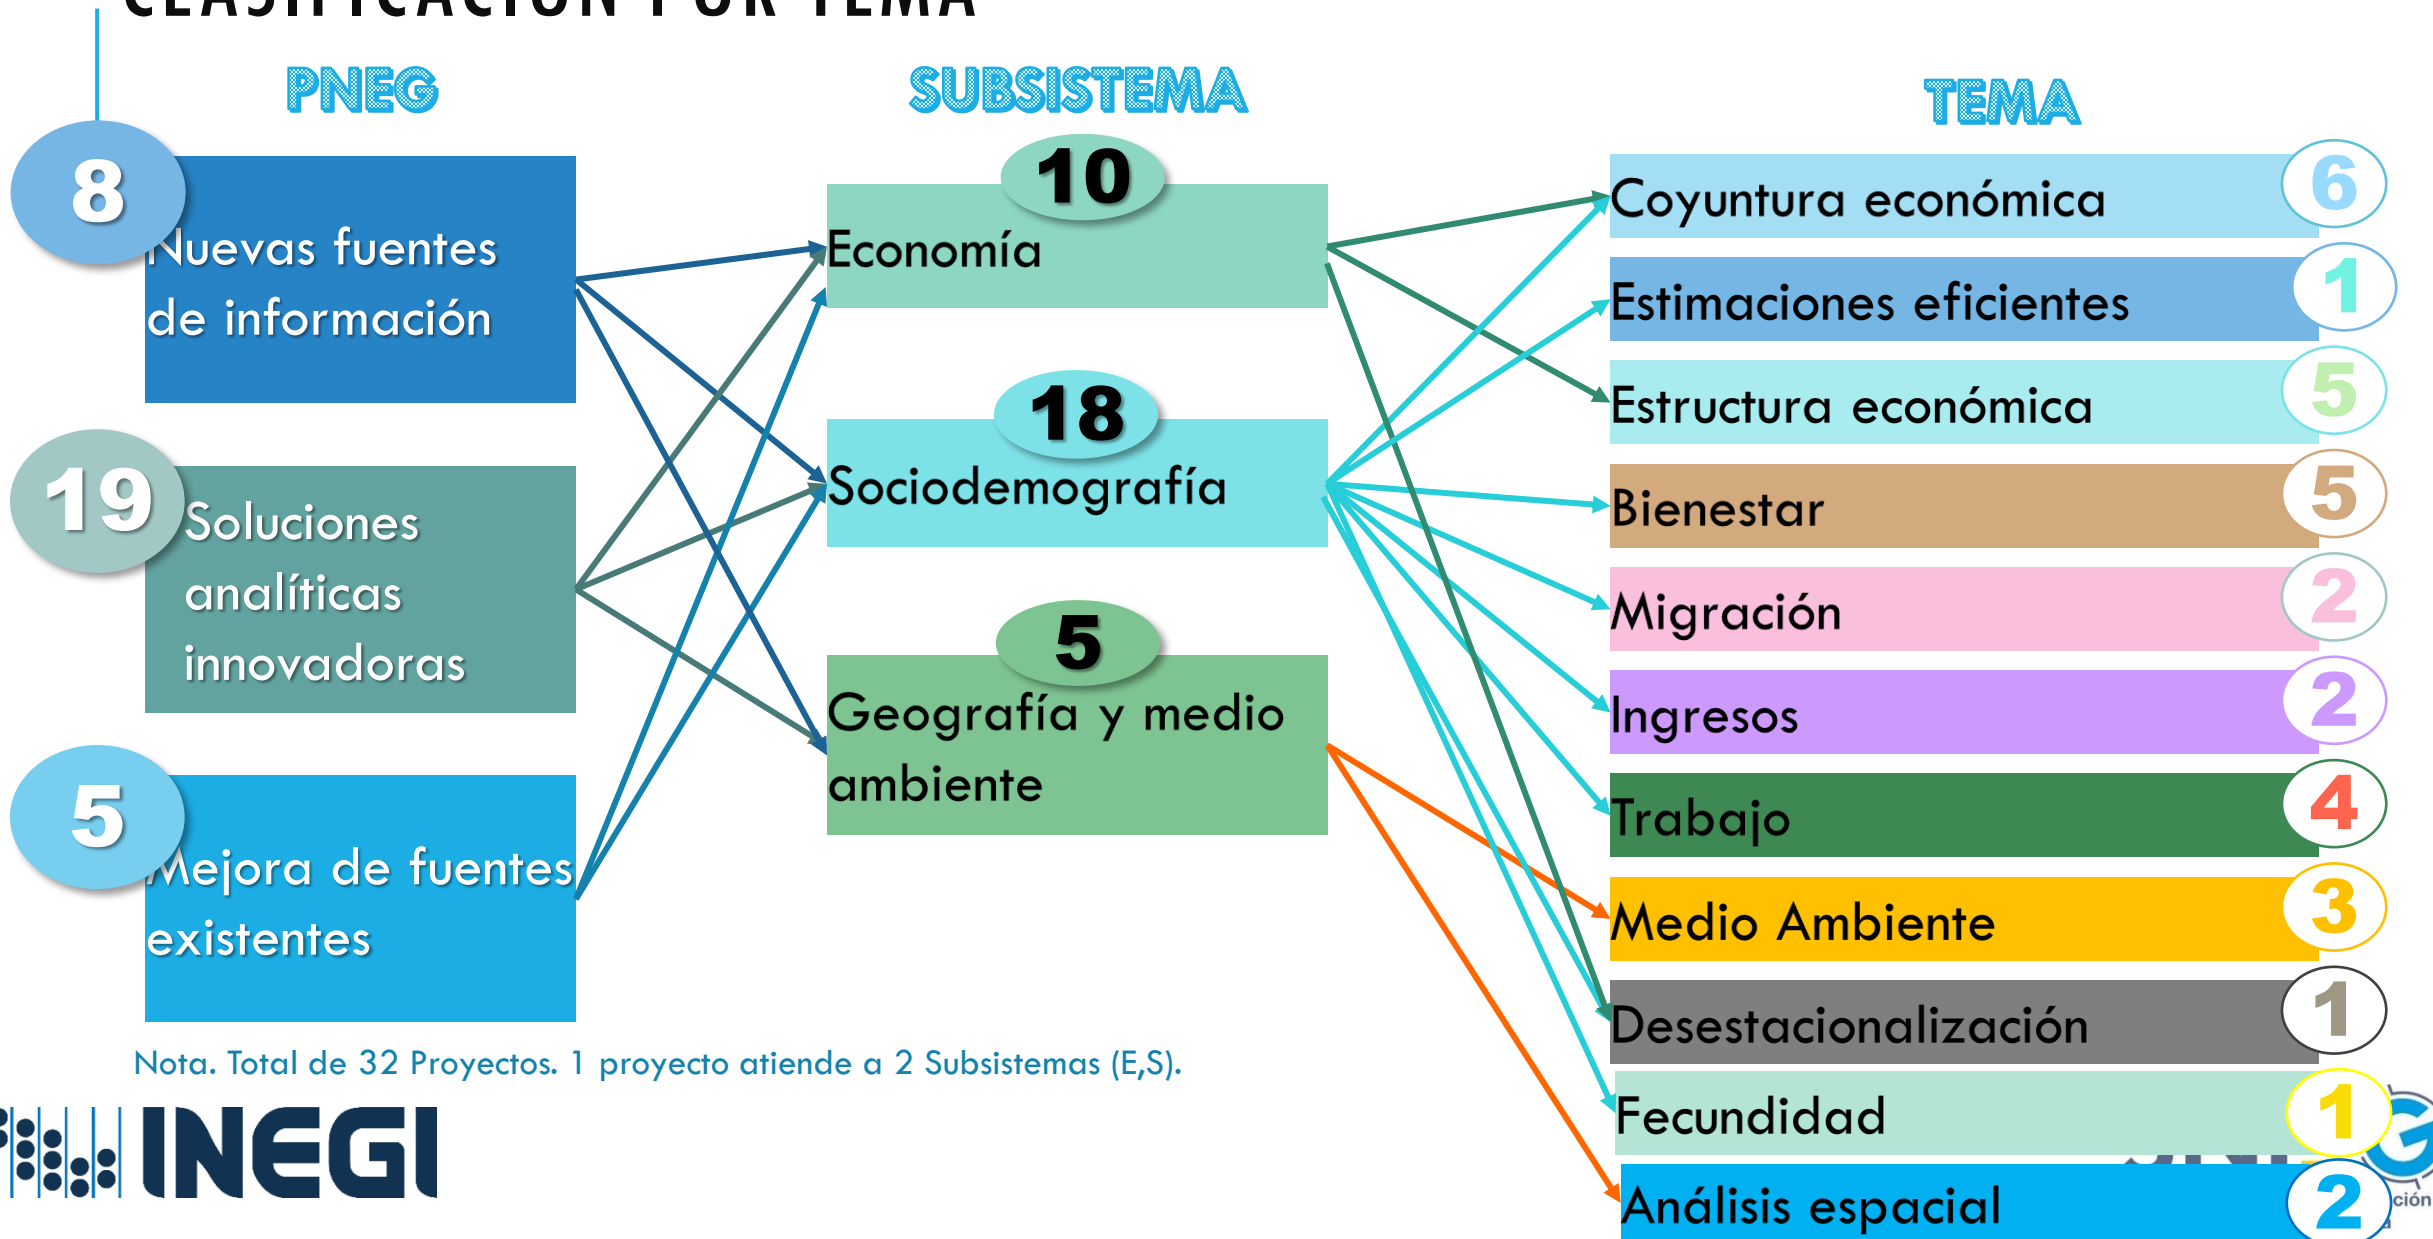 CLASIFICACIÓN POR TEMA
PNEG
SUBSISTEMA
TEMA
8
Nuevas fuentes
de información
19
Soluciones
analíticas
innovadoras
5
Mejora de fuentes
existentes
10
Economía
18
Sociodemografía
5
Geografía y medio
ambiente
Coyuntura económica 6
Estimaciones eficientes 1
Estructura económica 5
Bienestar 5
Migración 2
Ingresos 2
Trabajo 4
Medio Ambiente 3
Desestacionalización 1
Fecundidad 1
Análisis espacial 2
Nota. Total de 32 Proyectos. 1 proyecto atiende a 2 Subsistemas (E,S).
INEGI